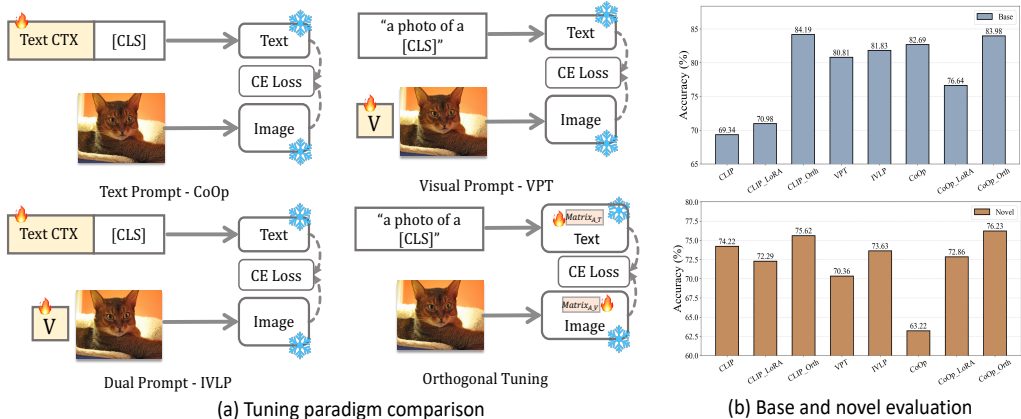 Text CTX
[CLS]
Text
CE Loss
Image
Text Prompt - CoOp
"a photo of a
[CLS]"
Text
CE Loss
V
Image
Visual Prompt - VPT
Text CTX
[CLS]
Text
CE Loss
V
Image
Dual Prompt - IVLP
"a photo of a
[CLS]"
Matrix_{A,T}
Text
CE Loss
Matrix_{A,V}
Image
Orthogonal Tuning
(a) Tuning paradigm comparison
Accuracy (%)
85
80
75
70
65
Base
69.34
70.98
84.19
80.81
81.83
82.69
76.64
83.98
CLIP
CLIP_LoRA
CLIP_Orth
VPT
IVLP
CoOp
CoOp_LoRA
CoOp_Orth
Accuracy (%)
80.0
77.5
75.0
72.5
70.0
67.5
65.0
62.5
60.0
Novel
74.22
72.29
75.62
70.36
73.63
63.22
72.86
76.23
CLIP
CLIP_LoRA
CLIP_Orth
VPT
IVLP
CoOp
CoOp_LoRA
CoOp_Orth
(b) Base and novel evaluation